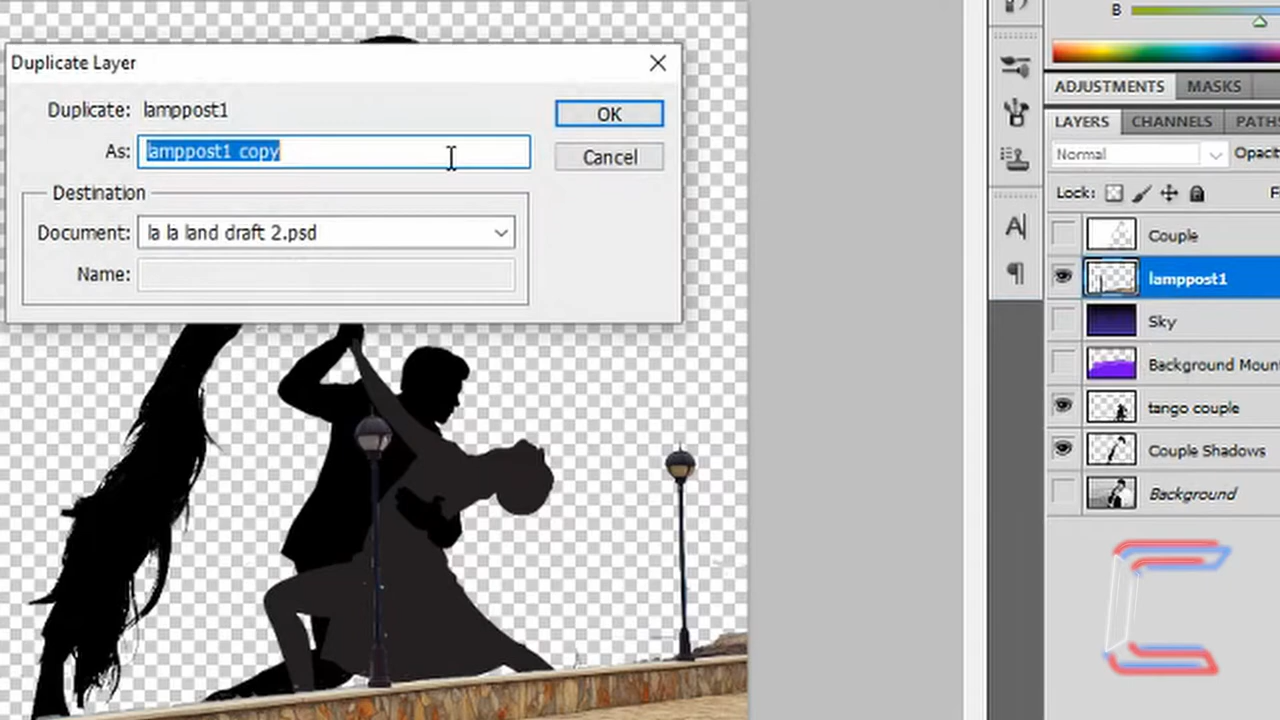 B
Duplicate Layer
Duplicate: lamppost1
OK
As: lamppost1 copy
Cancel
Destination
Document: la la land draft 2.psd
Name:
ADJUSTMENTS MASKS
LAYERS CHANNELS PATHS
Normal Opacit
Lock: F
Couple
lamppost1
Sky
Background Moun
tango couple
Couple Shadows
Background